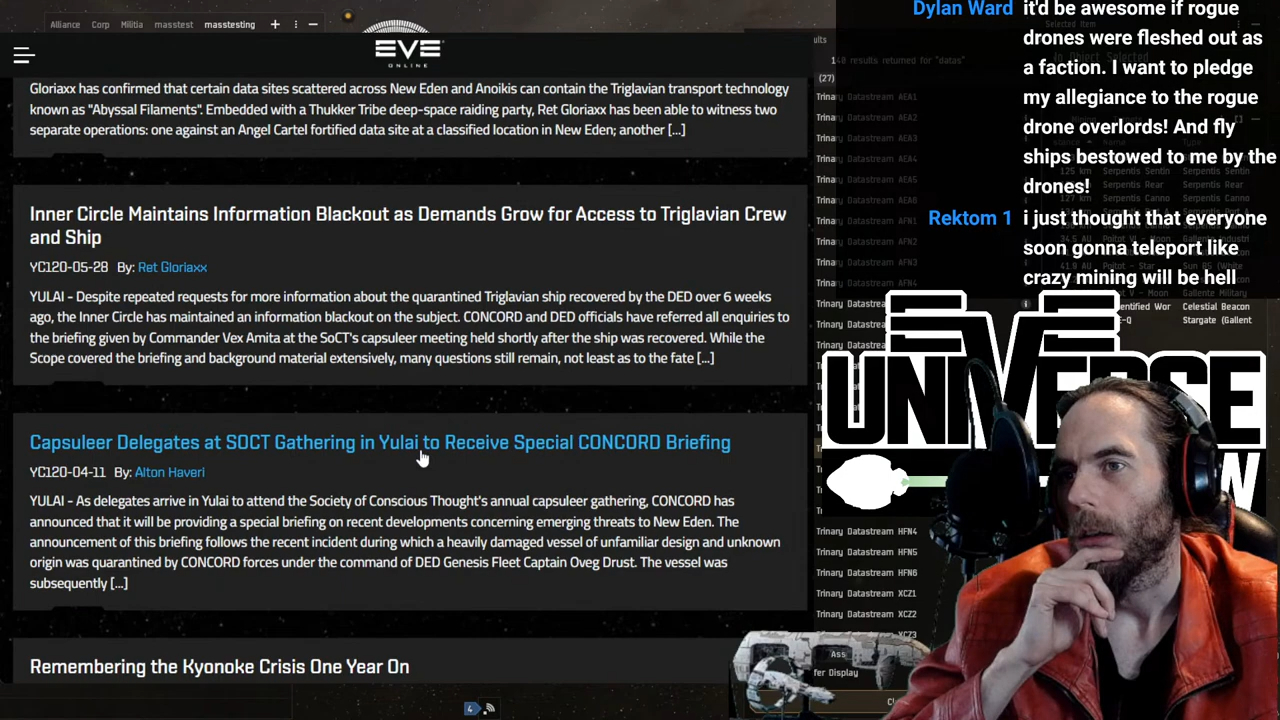 Alliance Corp Militia masstest masstesting
EVE
ONLINE
Gloriaxx has confirmed that certain data sites scattered across New Eden and Anoikis can contain the Triglavian transport technology
known as "Abyssal Filaments". Embedded with a Thukker Tribe deep-space raiding party, Ret Gloriaxx has been able to witness two
separate operations: one against an Angel Cartel fortified data site at a classified location in New Eden; another [...]
Inner Circle Maintains Information Blackout as Demands Grow for Access to Triglavian Crew
and Ship
YC120-05-28 By: Ret Gloriaxx
YULAI - Despite repeated requests for more information about the quarantined Triglavian ship recovered by the DED over 6 weeks
ago, the Inner Circle has maintained an information blackout on the subject. CONCORD and DED officials have referred all enquiries to
the briefing given by Commander Vex Amita at the SoCT's capsuleer meeting held shortly after the ship was recovered. While the
Scope covered the briefing and background material extensively, many questions still remain, not least as to the fate [...]
Capsuleer Delegates at SOCT Gathering in Yulai to Receive Special CONCORD Briefing
YC120-04-11 By: Alton Haveri
YULAI - As delegates arrive in Yulai to attend the Society of Conscious Thought's annual capsuleer gathering, CONCORD has
announced that it will be providing a special briefing on recent developments concerning emerging threats to New Eden. The
announcement of this briefing follows the recent incident during which a heavily damaged vessel of unfamiliar design and unknown
origin was quarantined by CONCORD forces under the command of DED Genesis Fleet Captain Oveg Drust. The vessel was
subsequently [...]
Remembering the Kyonoke Crisis One Year On
4
results returned for "datas"
(27)
Trinary Datastream AEA1
Trinary Datastream AEA2
Trinary Datastream AEA3
Trinary Datastream AEA4
Trinary Datastream AEA5
Trinary Datastream AEA6
Trinary Datastream AFN1
Trinary Datastream AFN2
Trinary Datastream AFN3
Trinary Datastream HFN4
Trinary Datastream HFN5
Trinary Datastream HFN6
Trinary Datastream XCZ1
Trinary Datastream XCZ2
XCZ3
Ass
fer Display
Dylan Ward it'd be awesome if rogue
drones were fleshed out as
a faction. I want to pledge
my allegiance to the rogue
drone overlords! And fly
ships bestowed to me by the
drones!
Rektom 1 i just thought that everyone
soon gonna teleport like
crazy mining will be hell
Celestial Beacon
Stargate (Gallent
EVE
UNIVERSE
W